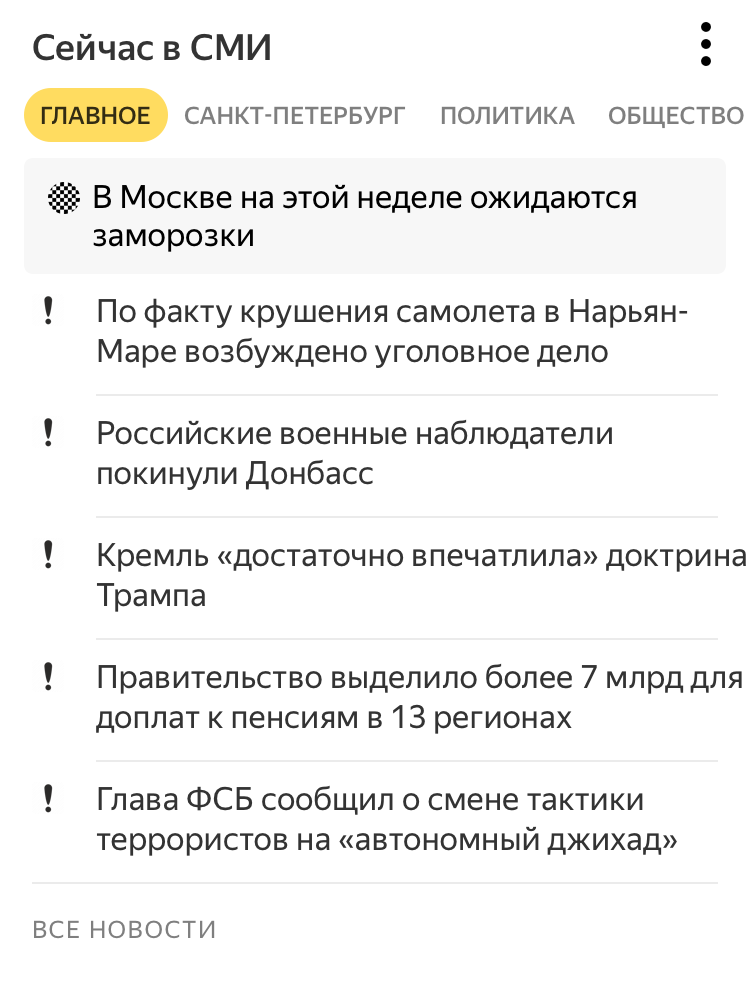 Сейчас в СМИ
ГЛАВНОЕ САНКТ-ПЕТЕРБУРГ ПОЛИТИКА ОБЩЕСТВО
В Москве на этой неделе ожидаются
заморозки
По факту крушения самолета в Нарьян-
Маре возбуждено уголовное дело
Российские военные наблюдатели
покинули Донбасс
Кремль «достаточно впечатлила» доктрина
Трампа
Правительство выделило более 7 млрд для
доплат к пенсиям в 13 регионах
Глава ФСБ сообщил о смене тактики
террористов на «автономный джихад»
ВСЕ НОВОСТИ